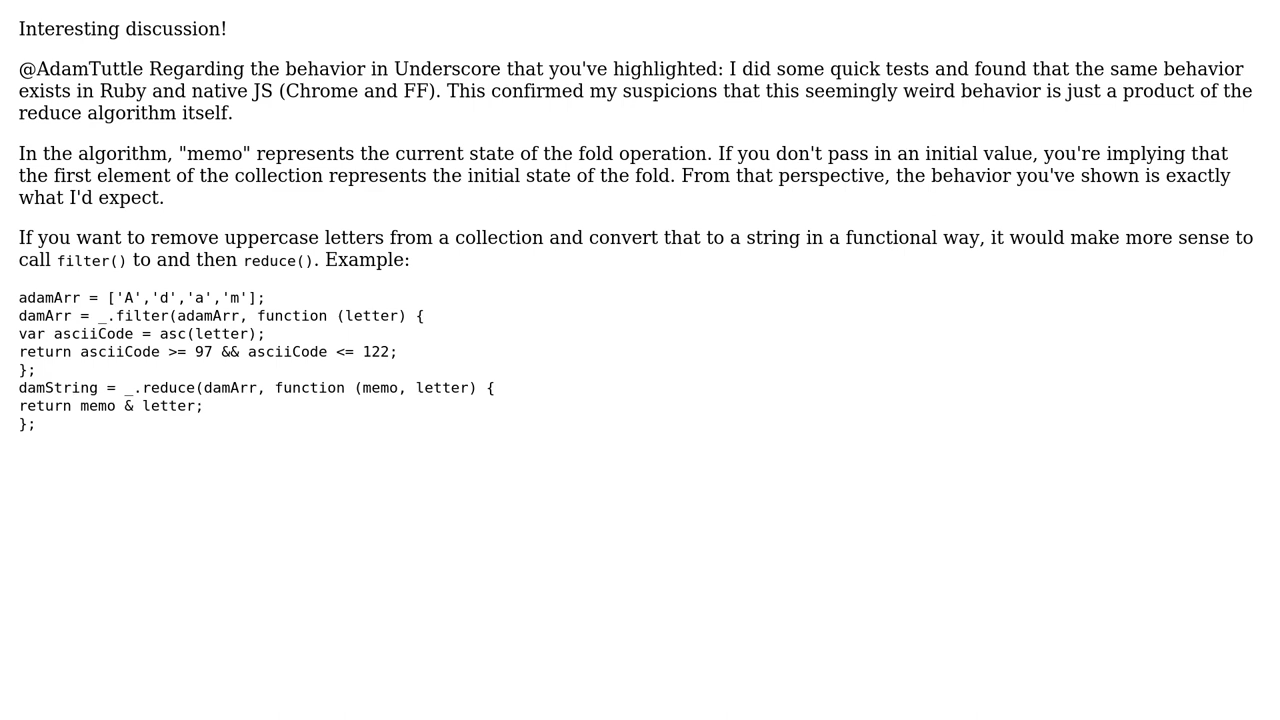 Interesting discussion!
@AdamTuttle Regarding the behavior in Underscore that you've highlighted: I did some quick tests and found that the same behavior
exists in Ruby and native JS (Chrome and FF). This confirmed my suspicions that this seemingly weird behavior is just a product of the
reduce algorithm itself.
In the algorithm, "memo" represents the current state of the fold operation. If you don't pass in an initial value, you're implying that
the first element of the collection represents the initial state of the fold. From that perspective, the behavior you've shown is exactly
what I'd expect.
If you want to remove uppercase letters from a collection and convert that to a string in a functional way, it would make more sense to
call filter() to and then reduce(). Example:
adamArr = ['A','d','a','m'];
damArr = _.filter(adamArr, function (letter) {
var asciiCode = asc(letter);
return asciiCode >= 97 && asciiCode <= 122;
};
damString = _.reduce(damArr, function (memo, letter) {
return memo & letter;
};